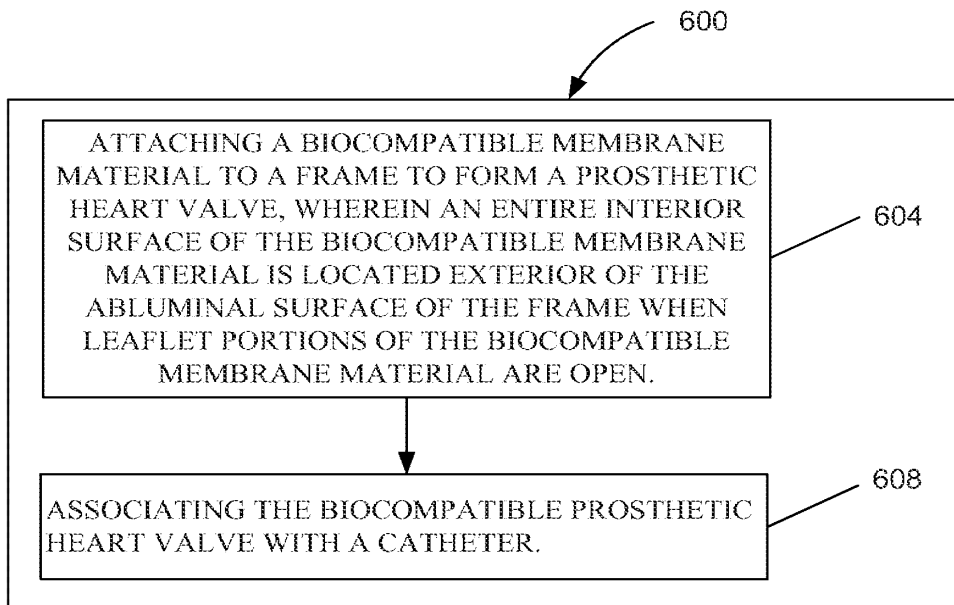 600
ATTACHING A BIOCOMPATIBLE MEMBRANE
MATERIAL TO A FRAME TO FORM A PROSTHETIC
HEART VALVE, WHEREIN AN ENTIRE INTERIOR
SURFACE OF THE BIOCOMPATIBLE MEMBRANE
MATERIAL IS LOCATED EXTERIOR OF THE
ABLUMINAL SURFACE OF THE FRAME WHEN
LEAFLET PORTIONS OF THE BIOCOMPATIBLE
MEMBRANE MATERIAL ARE OPEN.
604
ASSOCIATING THE BIOCOMPATIBLE PROSTHETIC
HEART VALVE WITH A CATHETER.
608